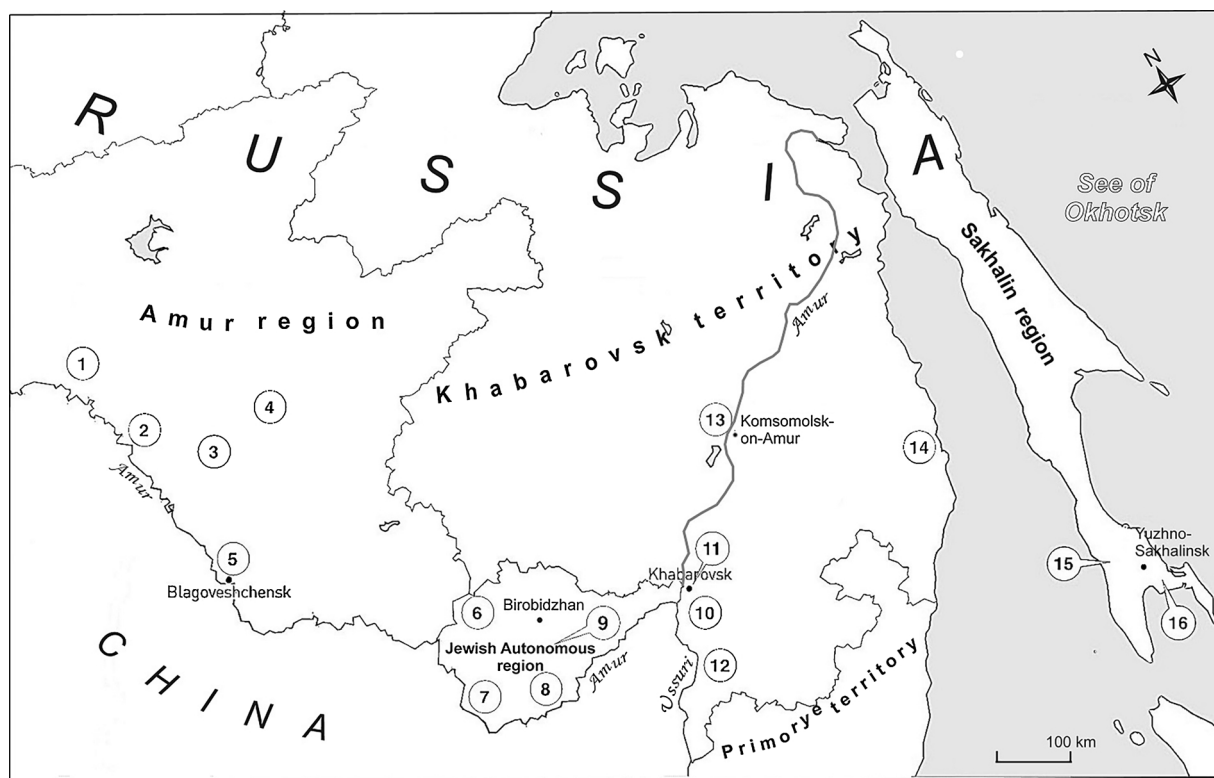 N
R U S S I A
See of
Okhotsk
Sakhalin region
Amur region
Khabarovsk territory
Amur
1
2
3
4
Amur
13
Komsomolsk-
on-Amur
14
5
Blagoveshchensk
11
Khabarovsk
10
6
Birobidzhan
9
Jewish Autonomous
region
Amur
7
8
Ussuri
12
Primorye territory
Yuzhno-
Sakhalinsk
15
16
CHINA
100 km